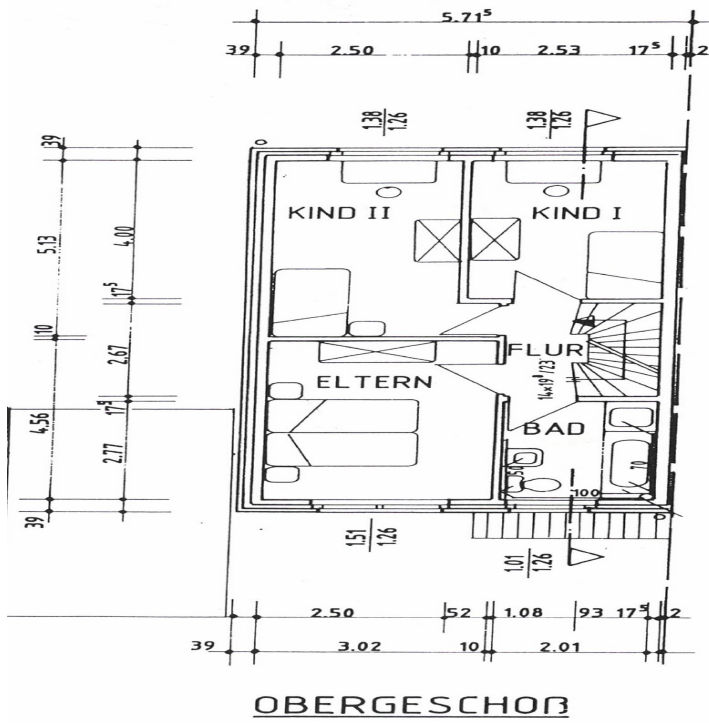 5.71⁵
39 2.50 10 2.53 17⁵ 2
1.38 1.38
1.26 1.26
39
5.13
10
4.56
39
4.00
17⁵
2.67
17⁵
2.77
KIND II KIND I
FLUR
14x19⁸/23
ELTERN
BAD
50
70
100
1.51
1.26
1.01
1.26
2.50 52 1.08 93 17⁵ 2
39 3.02 10 2.01
OBERGESCHOß